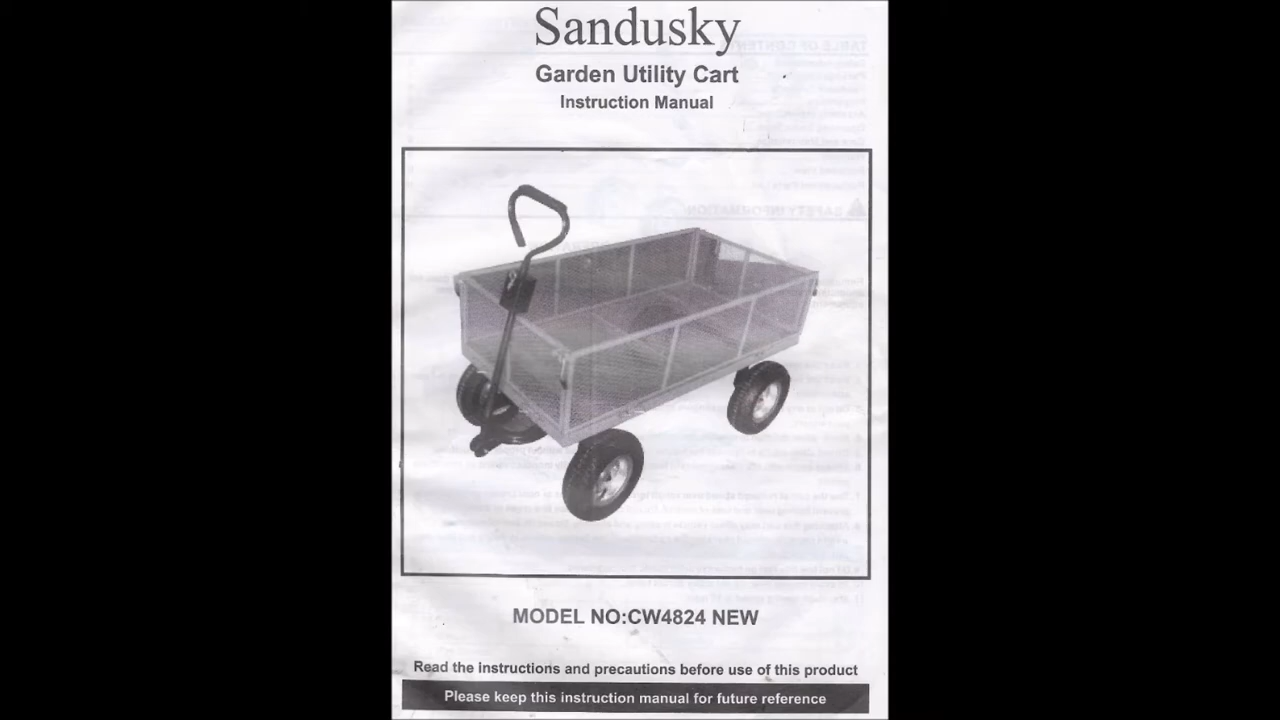 Sandusky
Garden Utility Cart
Instruction Manual
MODEL NO:CW4824 NEW
Read the instructions and precautions before use of this product
Please keep this instruction manual for future reference